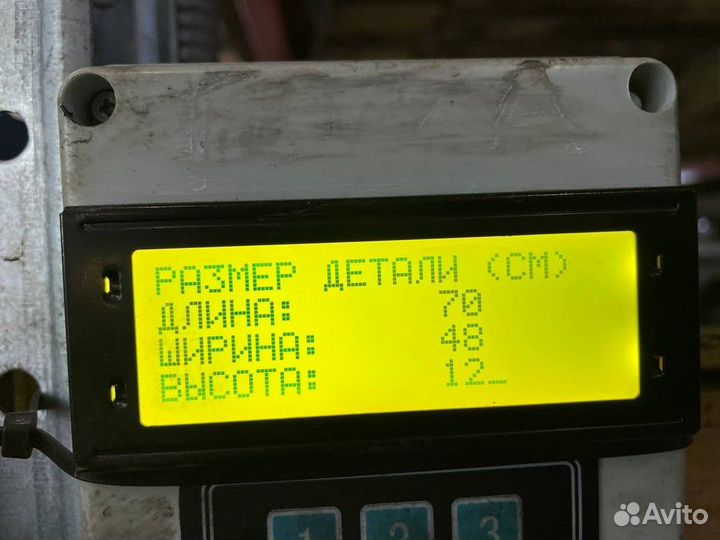 РАЗМЕР ДЕТАЛИ (СМ)
ДЛИНА: 70
ШИРИНА: 48
ВЫСОТА: 12_
1 2 3
Avito